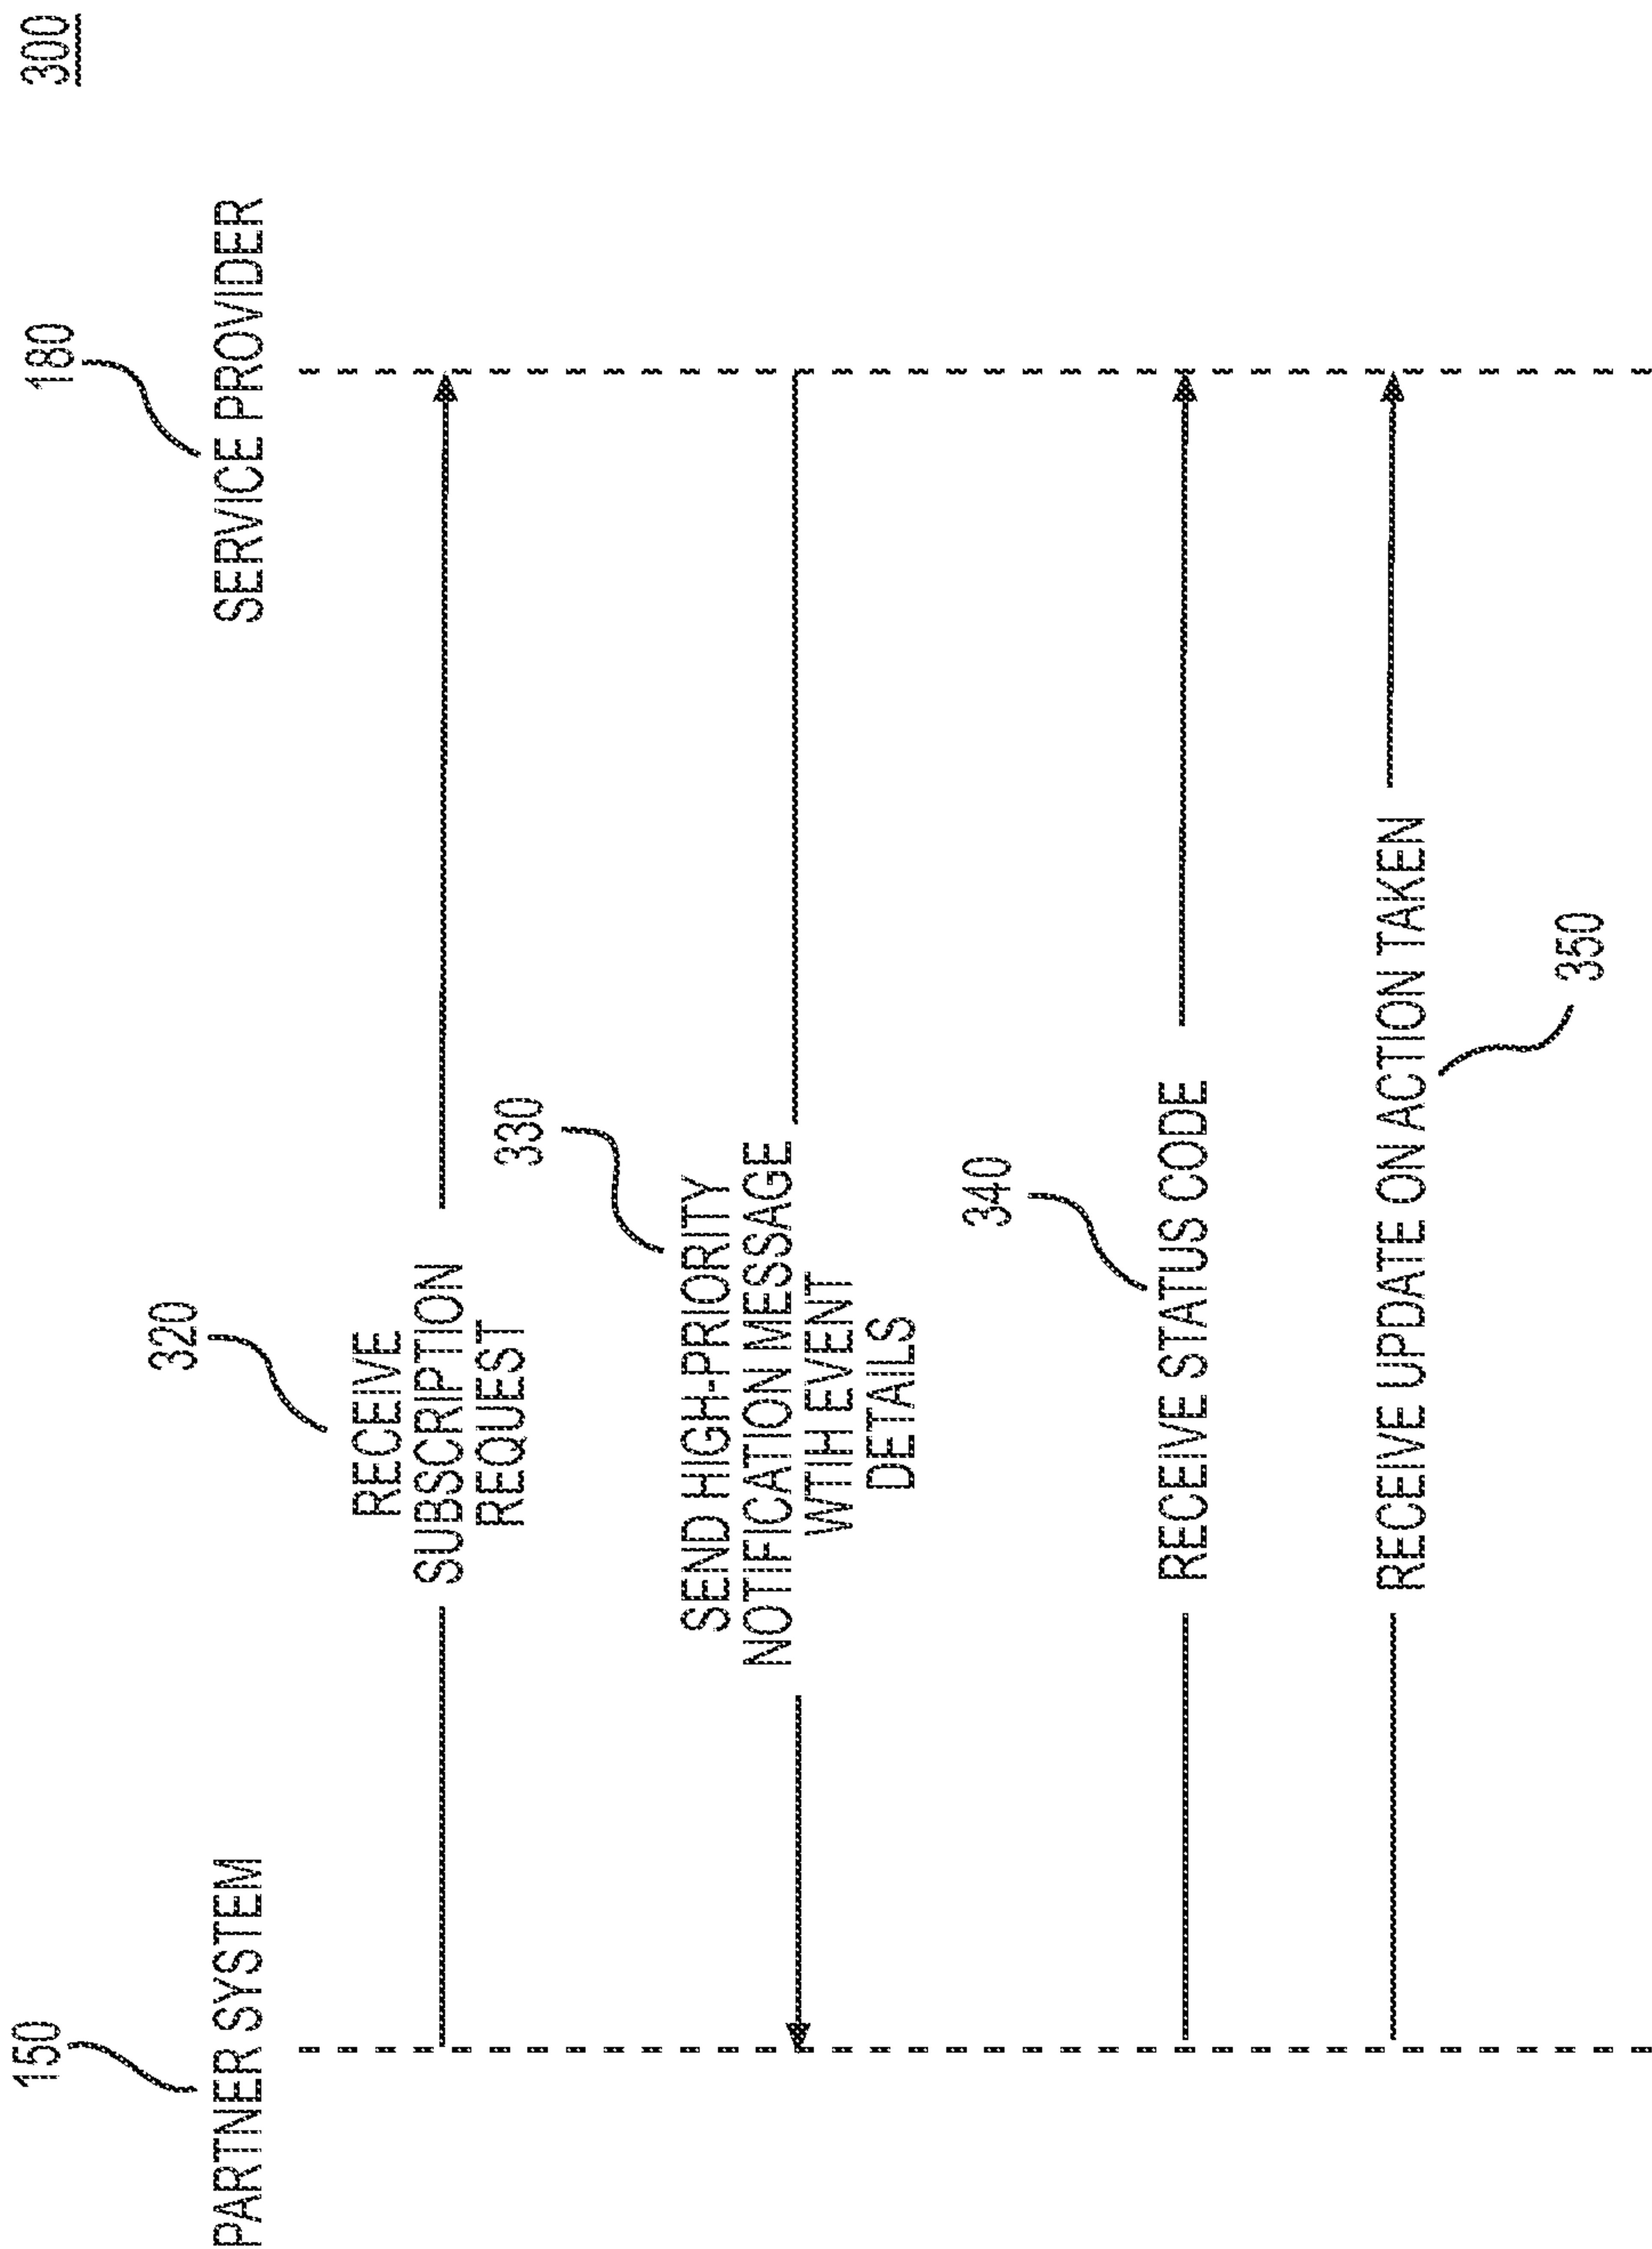 300
150
PARTNER SYSTEM
180
SERVICE PROVIDER
320
RECEIVE
SUBSCRIPTION
REQUEST
330
SEND HIGH-PRIORITY
NOTIFICATION MESSAGE
WTIH EVENT
DETAILS
340
RECEIVE STATUS CODE
RECEIVE UPDATE ON ACTION TAKEN
350